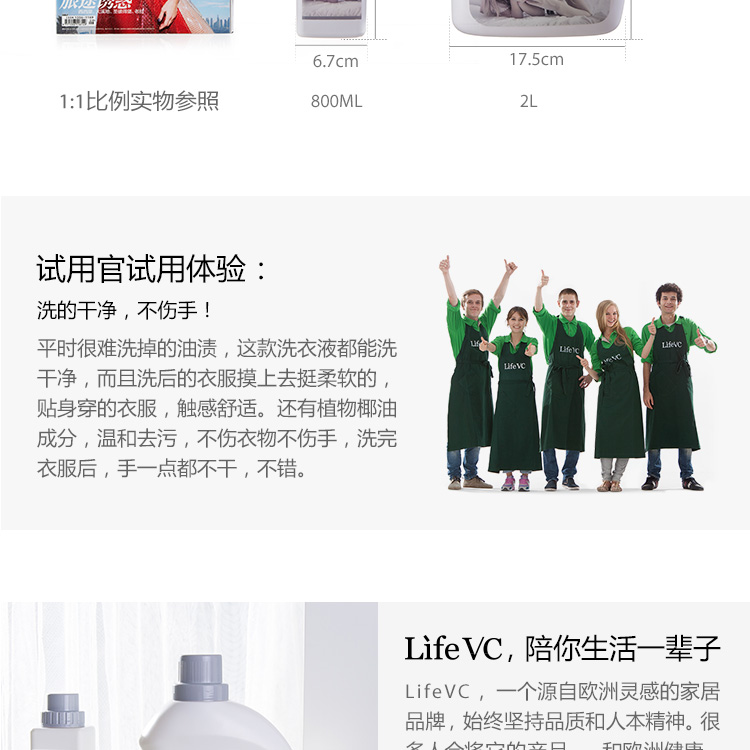 旅途诱惑
6.7cm
17.5cm
1:1比例实物参照
800ML
2L
试用官试用体验：
洗的干净，不伤手！
平时很难洗掉的油渍，这款洗衣液都能洗
干净，而且洗后的衣服摸上去挺柔软的，
贴身穿的衣服，触感舒适。还有植物椰油
成分，温和去污，不伤衣物不伤手，洗完
衣服后，手一点都不干，不错。
LifeVC
LifeVC
LifeVC
LifeVC
LifeVC
LifeVC，陪你生活一辈子
LifeVC，一个源自欧洲灵感的家居
品牌，始终坚持品质和人本精神。很
多人会将它的产品——和欧洲健康